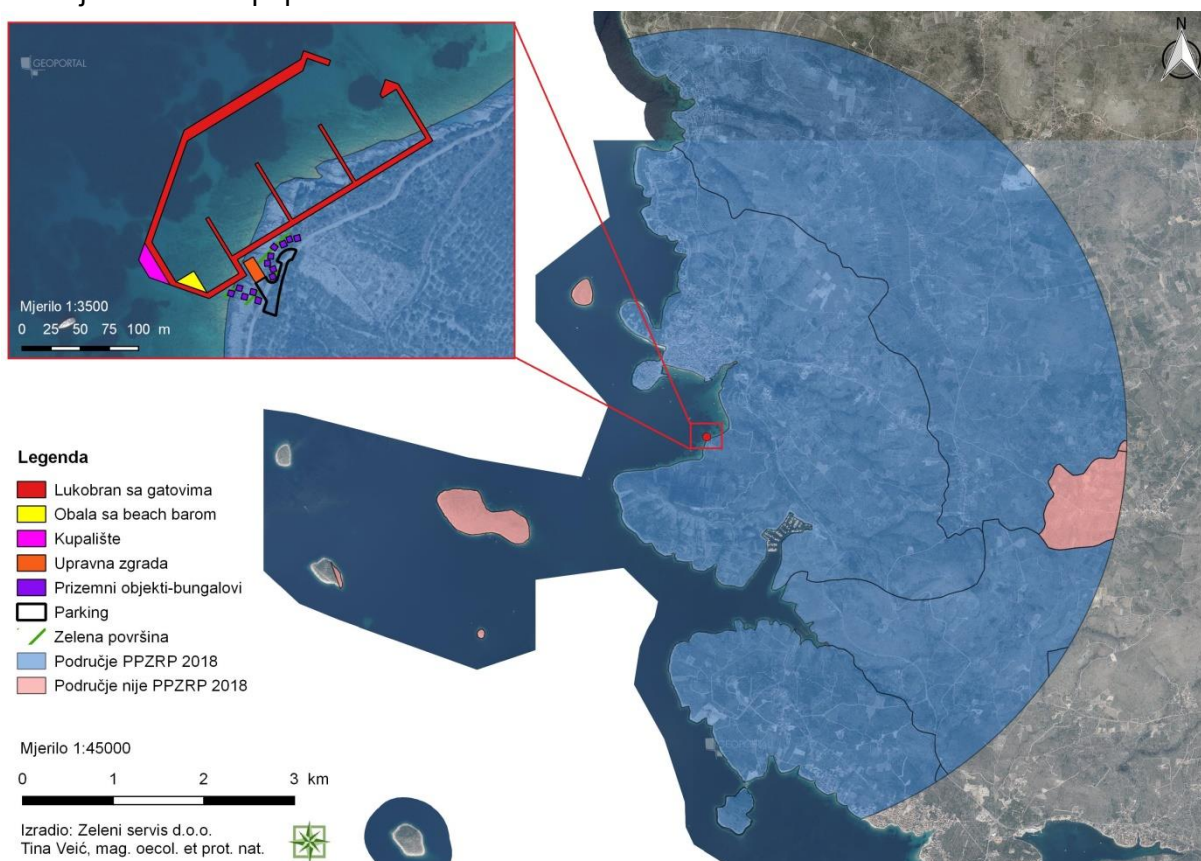 GEOPORTAL
Mjerilo 1:3500
0 25 50 75 100 m
N
GEOPORTAL
Legenda
Lukobran sa gatovima
Obala sa beach barom
Kupalište
Upravna zgrada
Prizemni objekti-bungalovi
Parking
Zelena površina
Područje PPZRP 2018
Područje nije PPZRP 2018
Mjerilo 1:45000
0 1 2 3 km
Izradio: Zeleni servis d.o.o.
Tina Veić, mag. oecol. et prot. nat.